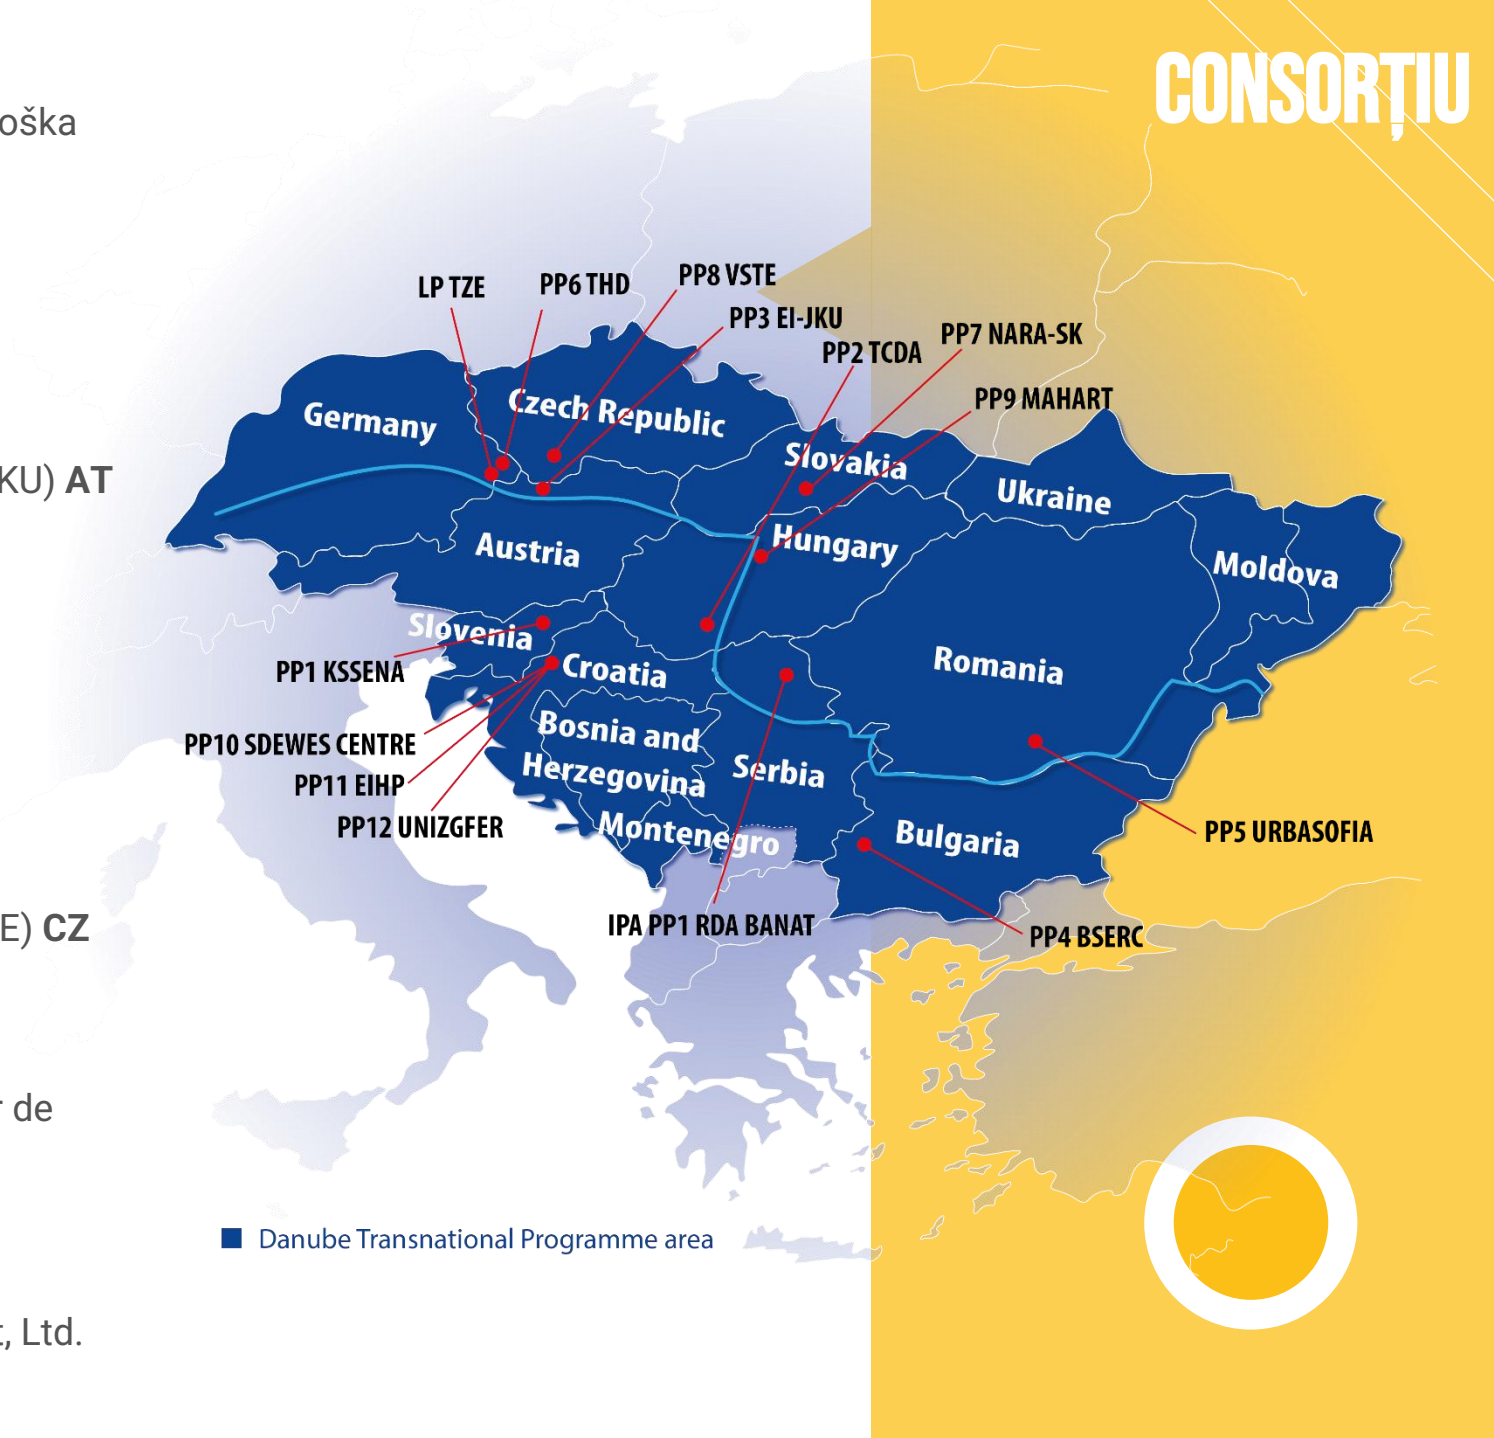 CONSORȚIU
oška
KU) AT
E) CZ
r de
t, Ltd.
LP TZE
PP6 THD
PP8 VSTE
PP3 EI-JKU
PP2 TCDA
PP7 NARA-SK
PP9 MAHART
Germany
Czech Republic
Slovakia
Ukraine
Austria
Hungary
Moldova
Slovenia
Croatia
Romania
PP1 KSSENA
Bosnia and
Herzegovina
Serbia
PP10 SDEWES CENTRE
PP11 EIHP
PP12 UNIZGFER
Montenegro
Bulgaria
PP5 URBASOFIA
IPA PP1 RDA BANAT
PP4 BSERC
Danube Transnational Programme area